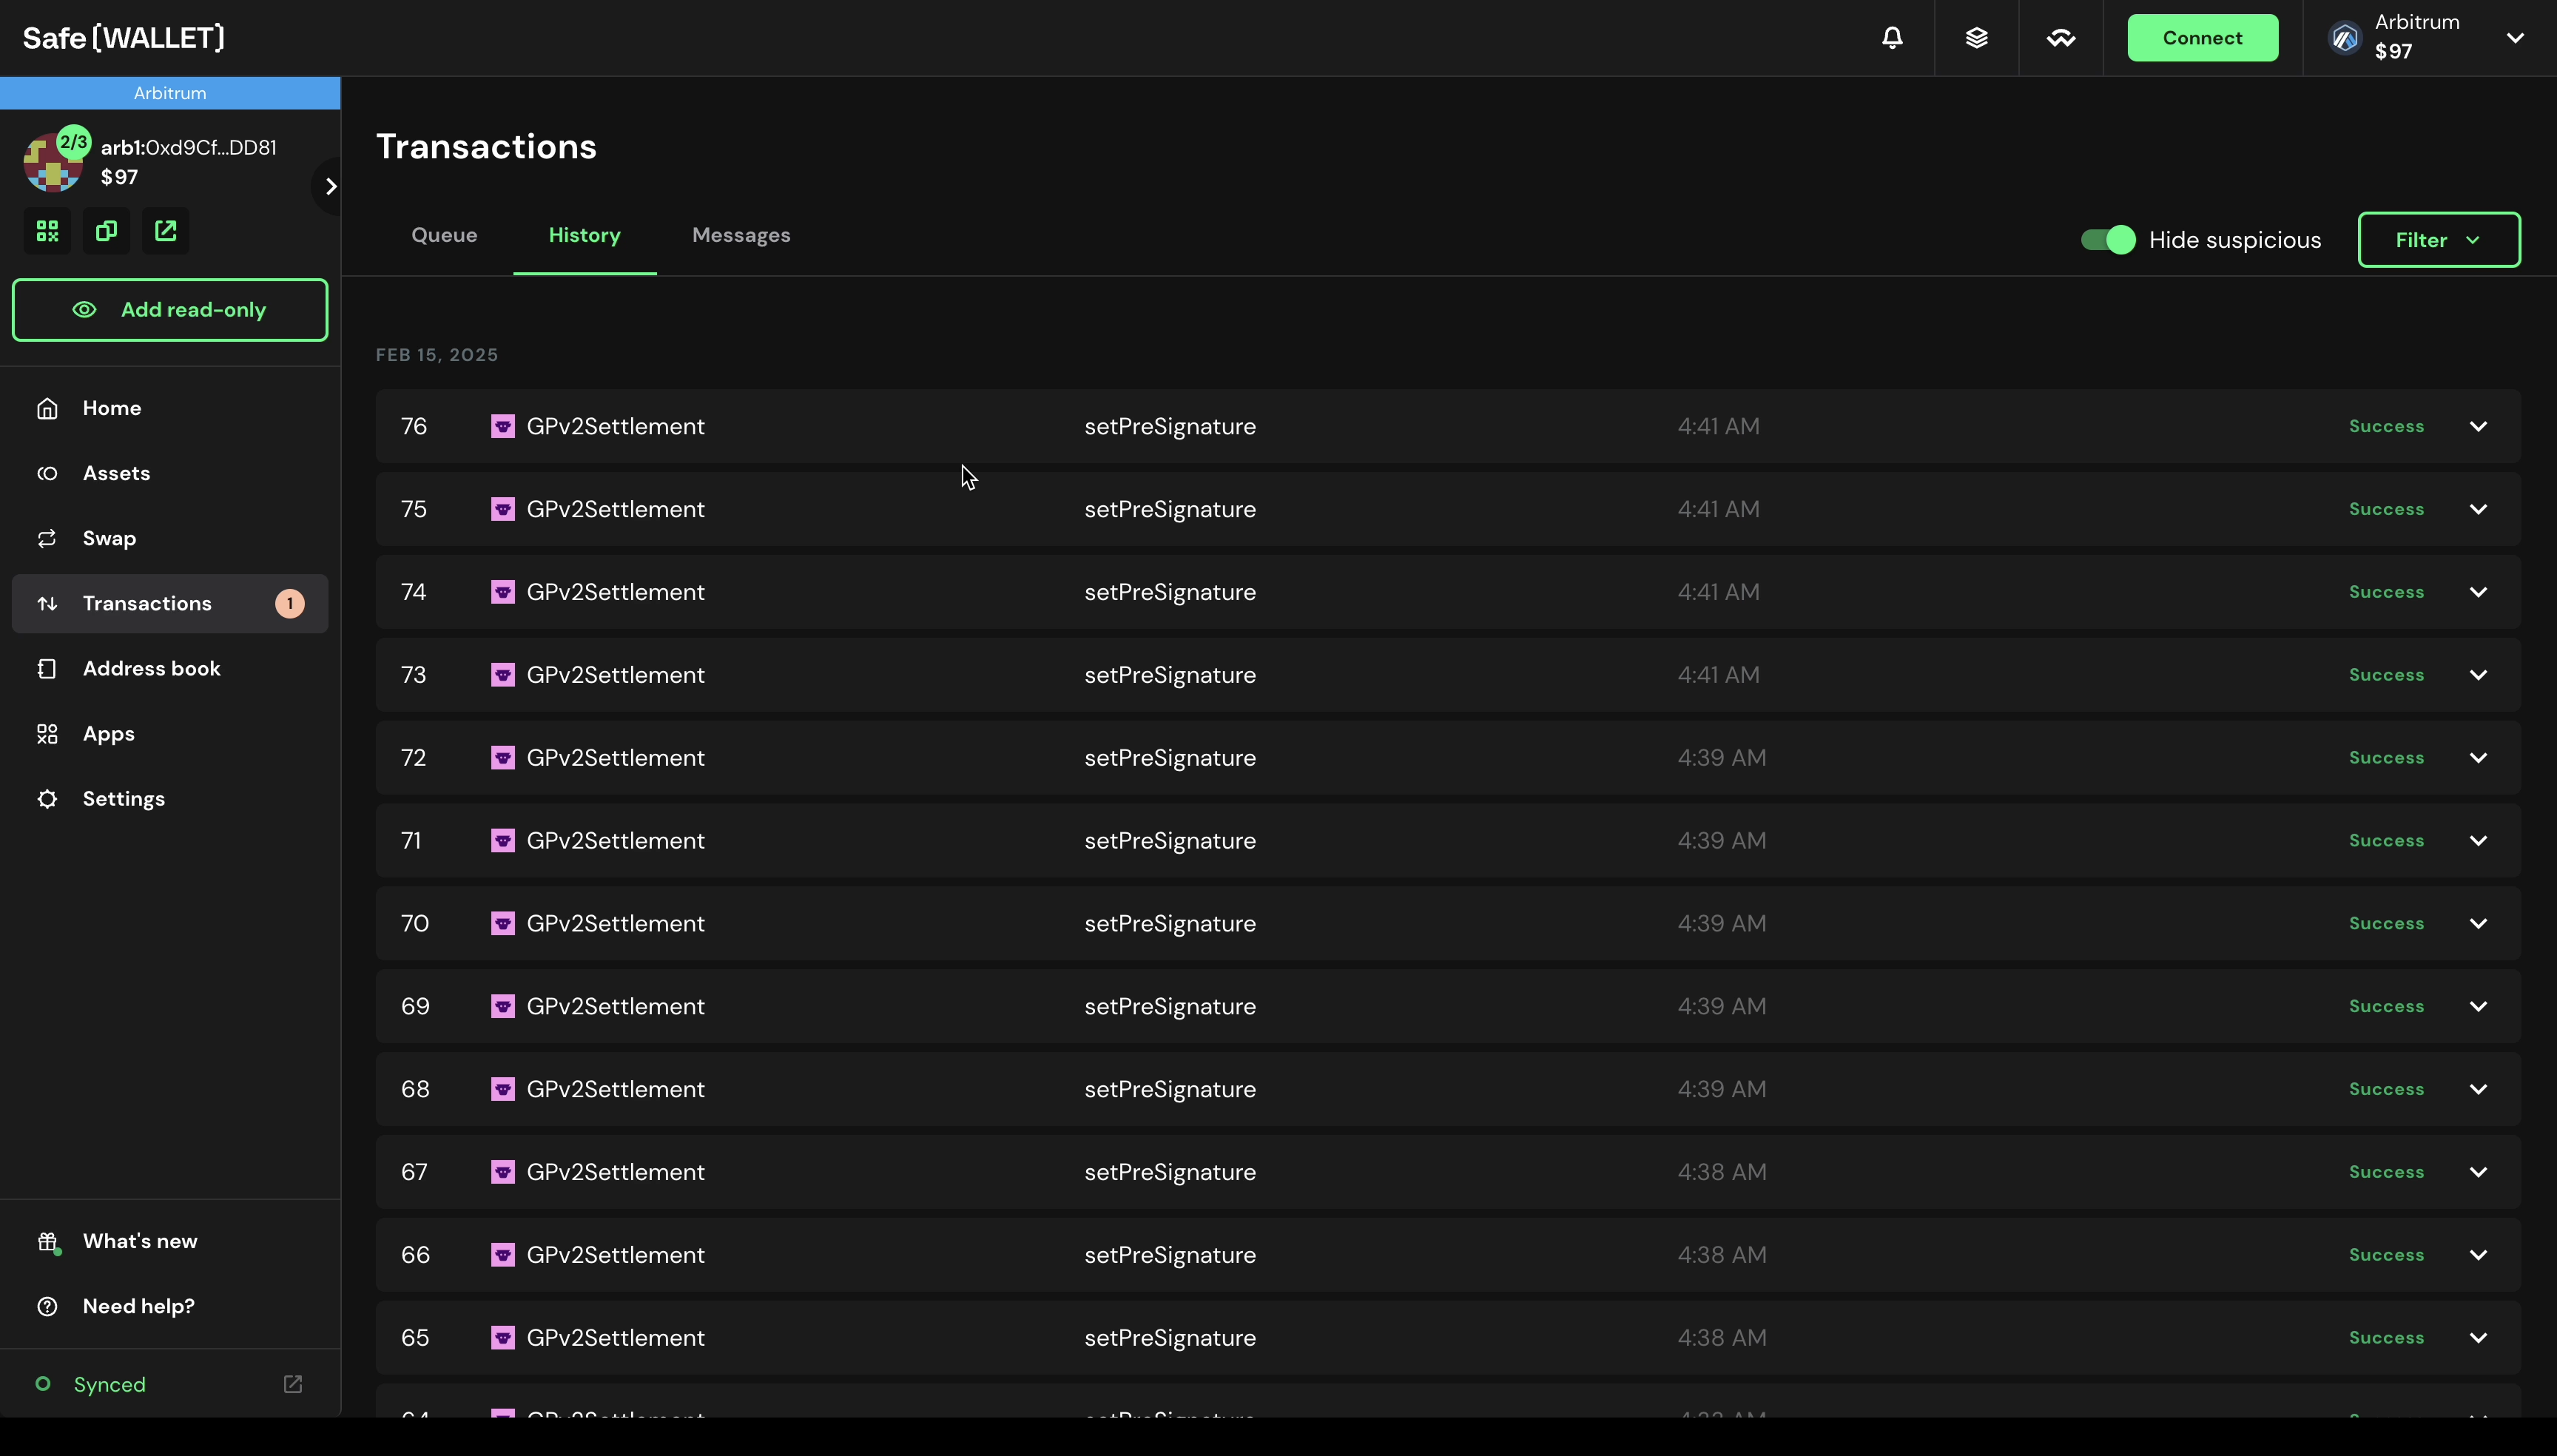 Safe{WALLET}
Connect
Arbitrum
$97
Arbitrum
2/3
arb1:0xd9Cf...DD81
$97
Add read-only
Home
Assets
Swap
Transactions 1
Address book
Apps
Settings
What's new
Need help?
Synced
Transactions
Queue History Messages
Hide suspicious
Filter
FEB 15, 2025
76 GPv2Settlement setPreSignature 4:41 AM Success
75 GPv2Settlement setPreSignature 4:41 AM Success
74 GPv2Settlement setPreSignature 4:41 AM Success
73 GPv2Settlement setPreSignature 4:41 AM Success
72 GPv2Settlement setPreSignature 4:39 AM Success
71 GPv2Settlement setPreSignature 4:39 AM Success
70 GPv2Settlement setPreSignature 4:39 AM Success
69 GPv2Settlement setPreSignature 4:39 AM Success
68 GPv2Settlement setPreSignature 4:39 AM Success
67 GPv2Settlement setPreSignature 4:38 AM Success
66 GPv2Settlement setPreSignature 4:38 AM Success
65 GPv2Settlement setPreSignature 4:38 AM Success
64 GPv2Settlement setPreSignature